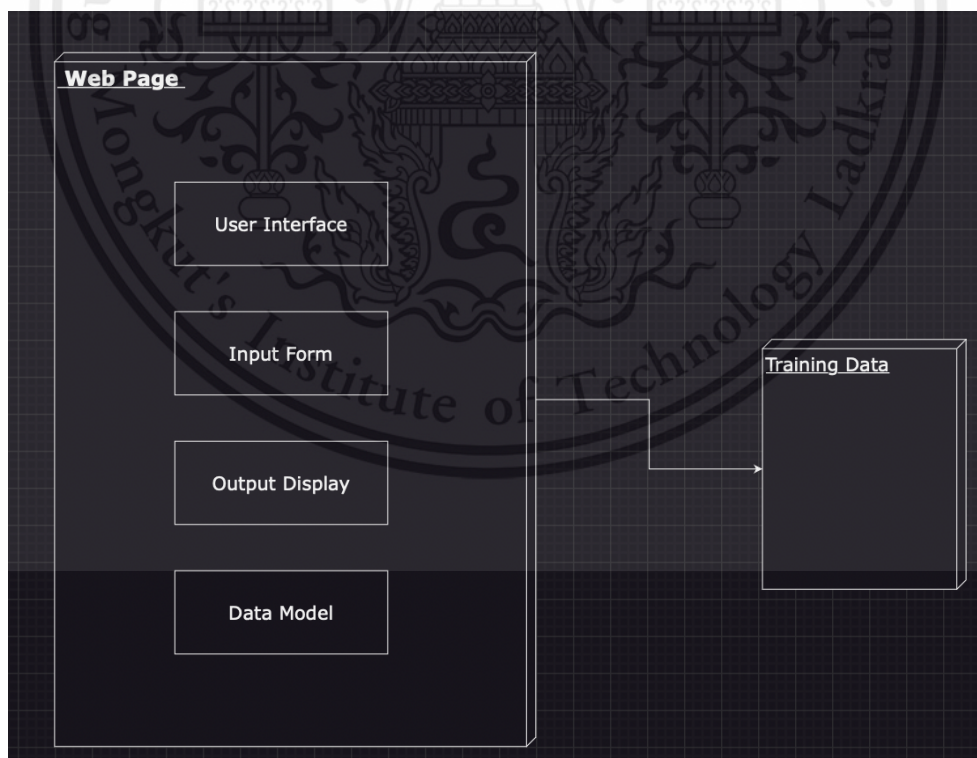 Web Page
User Interface
Input Form
Output Display
Data Model
Training Data
Mongkut's Institute of Technology Ladkrab